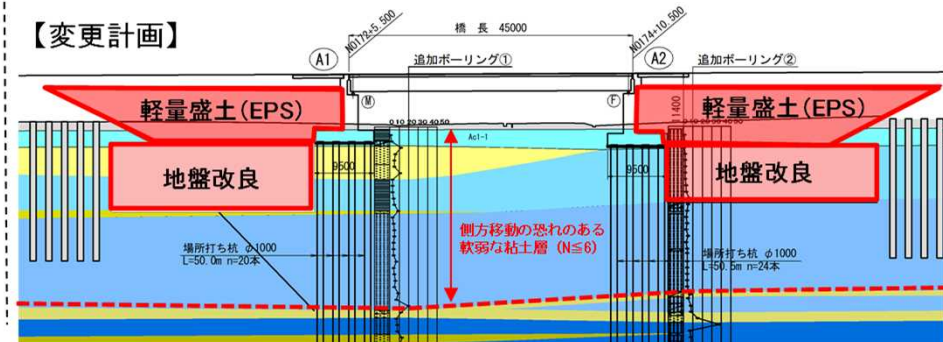 【変更計画】
NO172+5.500
橋 長 45000
NO174+10.500
A1
追加ボーリング①
A2
追加ボーリング②
M
F
軽量盛土(EPS)
軽量盛土(EPS)
11400
0 10 20 30 40 50
0 10 20 30 40 50
Ac1-1
地盤改良
9500
9500
地盤改良
側方移動の恐れのある
軟弱な粘土層 (N≦6)
場所打ち杭 φ1000
L=50.0m n=20本
場所打ち杭 φ1000
L=50.5m n=24本